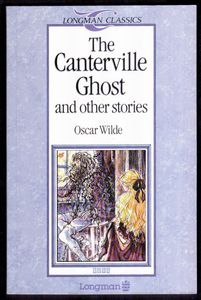 LONGMAN CLASSICS
The
Canterville
Ghost
and other stories
Oscar Wilde
Longman